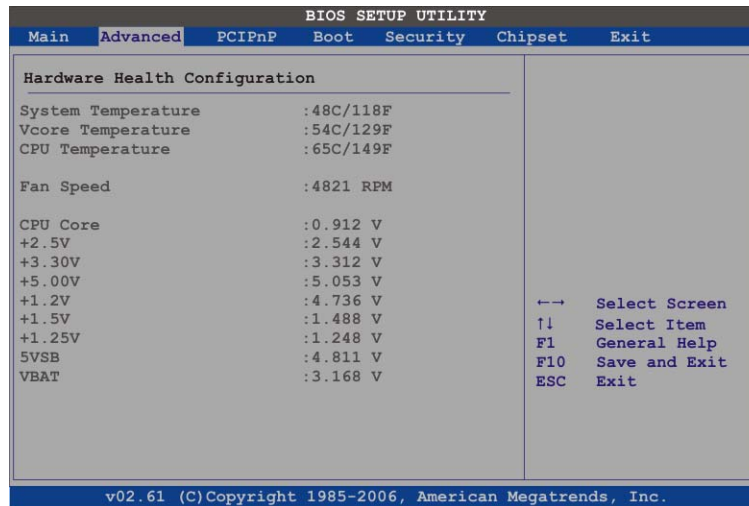 BIOS SETUP UTILITY
Main Advanced PCIPnP Boot Security Chipset Exit
Hardware Health Configuration
System Temperature :48C/118F
Vcore Temperature :54C/129F
CPU Temperature :65C/149F
Fan Speed :4821 RPM
CPU Core :0.912 V
+2.5V :2.544 V
+3.30V :3.312 V
+5.00V :5.053 V
+1.2V :4.736 V
+1.5V :1.488 V
+1.25V :1.248 V
5VSB :4.811 V
VBAT :3.168 V
←→ Select Screen
↑↓ Select Item
F1 General Help
F10 Save and Exit
ESC Exit
v02.61 (C)Copyright 1985-2006, American Megatrends, Inc.